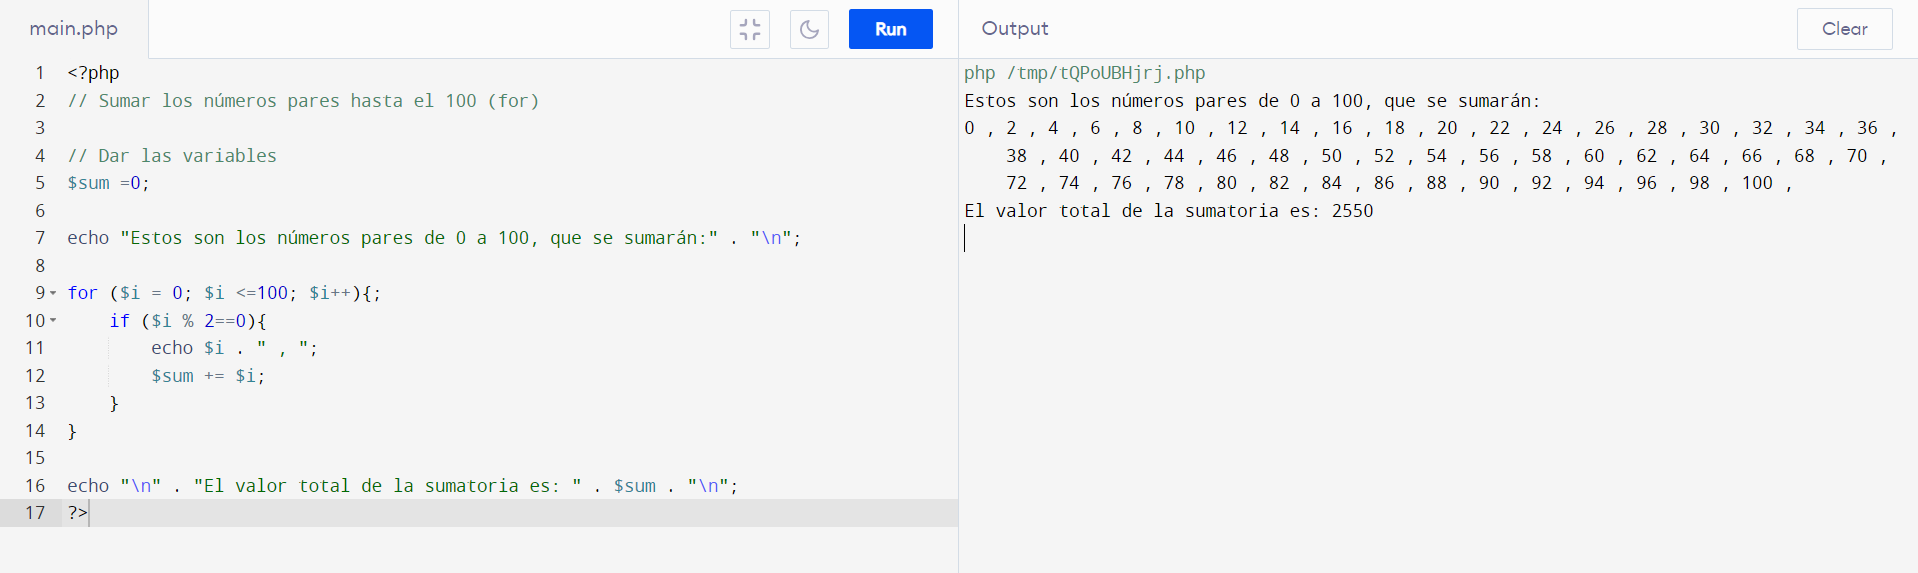 main.php
Run
Output
Clear
1 <?php
2 // Sumar los números pares hasta el 100 (for)
3
4 // Dar las variables
5 $sum =0;
6
7 echo "Estos son los números pares de 0 a 100, que se sumarán:" . "\n";
8
9 for ($i = 0; $i <=100; $i++){;
10     if ($i % 2==0){
11         echo $i . " , ";
12         $sum += $i;
13     }
14 }
15
16 echo "\n" . "El valor total de la sumatoria es: " . $sum . "\n";
17 ?>
php /tmp/tQPoUBHjrj.php
Estos son los números pares de 0 a 100, que se sumarán:
0 , 2 , 4 , 6 , 8 , 10 , 12 , 14 , 16 , 18 , 20 , 22 , 24 , 26 , 28 , 30 , 32 , 34 , 36 ,
38 , 40 , 42 , 44 , 46 , 48 , 50 , 52 , 54 , 56 , 58 , 60 , 62 , 64 , 66 , 68 , 70 ,
72 , 74 , 76 , 78 , 80 , 82 , 84 , 86 , 88 , 90 , 92 , 94 , 96 , 98 , 100 ,
El valor total de la sumatoria es: 2550